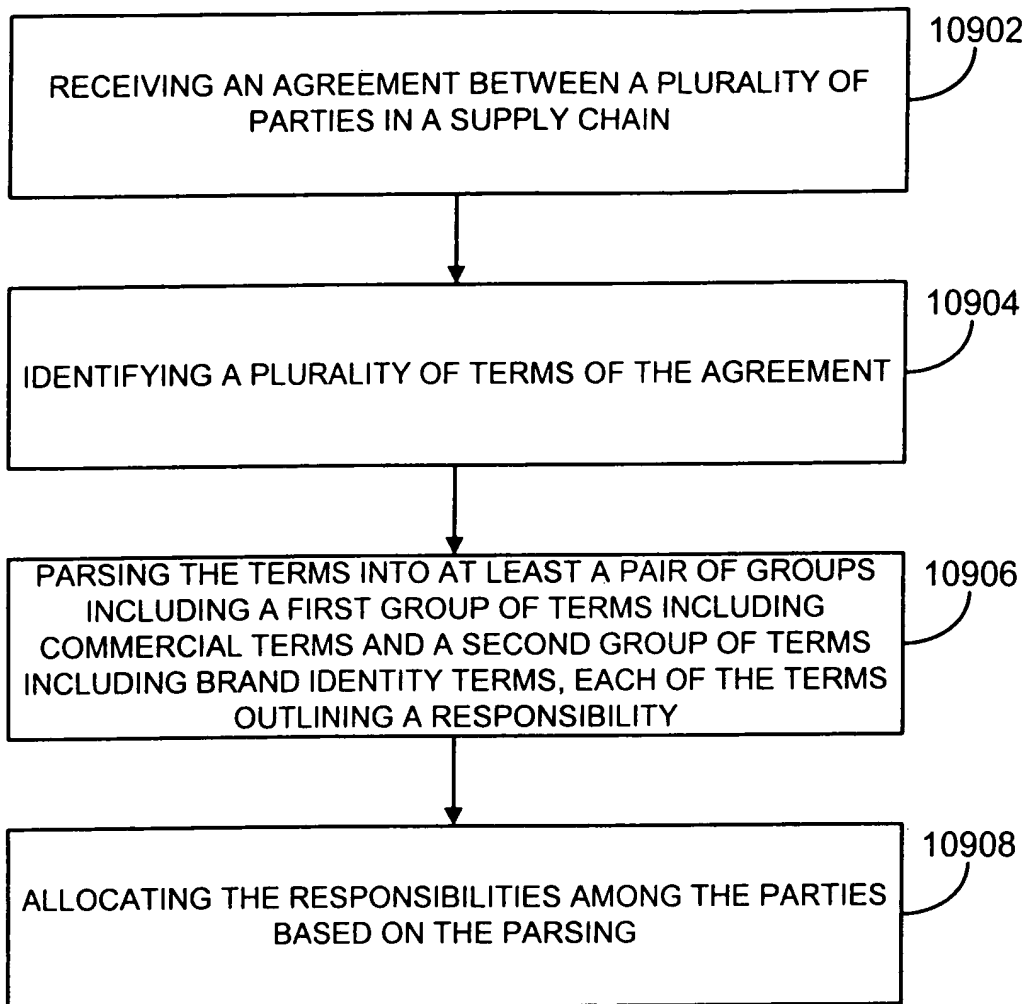 10902
RECEIVING AN AGREEMENT BETWEEN A PLURALITY OF
PARTIES IN A SUPPLY CHAIN
10904
IDENTIFYING A PLURALITY OF TERMS OF THE AGREEMENT
10906
PARSING THE TERMS INTO AT LEAST A PAIR OF GROUPS
INCLUDING A FIRST GROUP OF TERMS INCLUDING
COMMERCIAL TERMS AND A SECOND GROUP OF TERMS
INCLUDING BRAND IDENTITY TERMS, EACH OF THE TERMS
OUTLINING A RESPONSIBILITY
10908
ALLOCATING THE RESPONSIBILITIES AMONG THE PARTIES
BASED ON THE PARSING